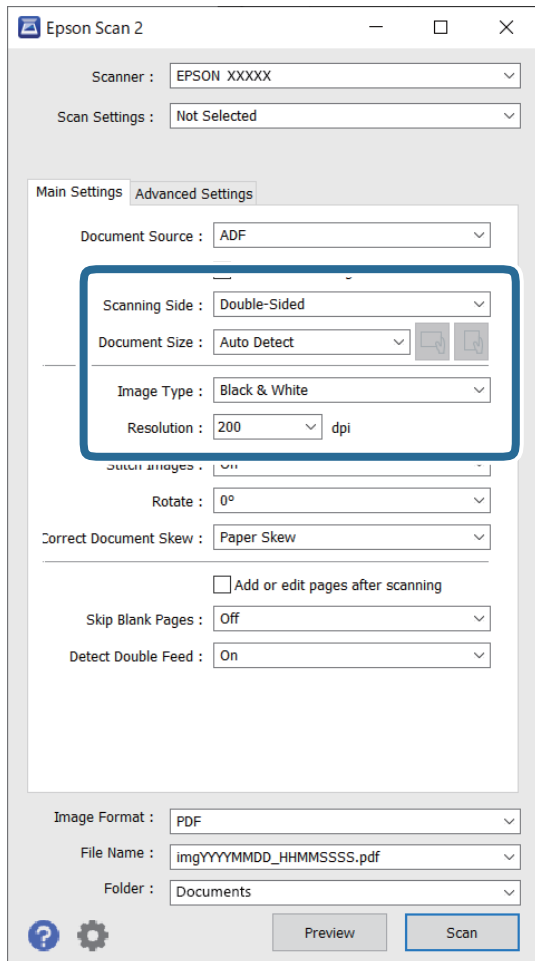 Epson Scan 2
Scanner : EPSON XXXXX
Scan Settings : Not Selected
Main Settings Advanced Settings
Document Source : ADF
Scanning Side : Double-Sided
Document Size : Auto Detect
Image Type : Black & White
Resolution : 200 dpi
Stitch Images : Off
Rotate : 0°
Correct Document Skew : Paper Skew
Add or edit pages after scanning
Skip Blank Pages : Off
Detect Double Feed : On
Image Format : PDF
File Name : imgYYYYMMDD_HHMMSSSS.pdf
Folder : Documents
? Preview Scan